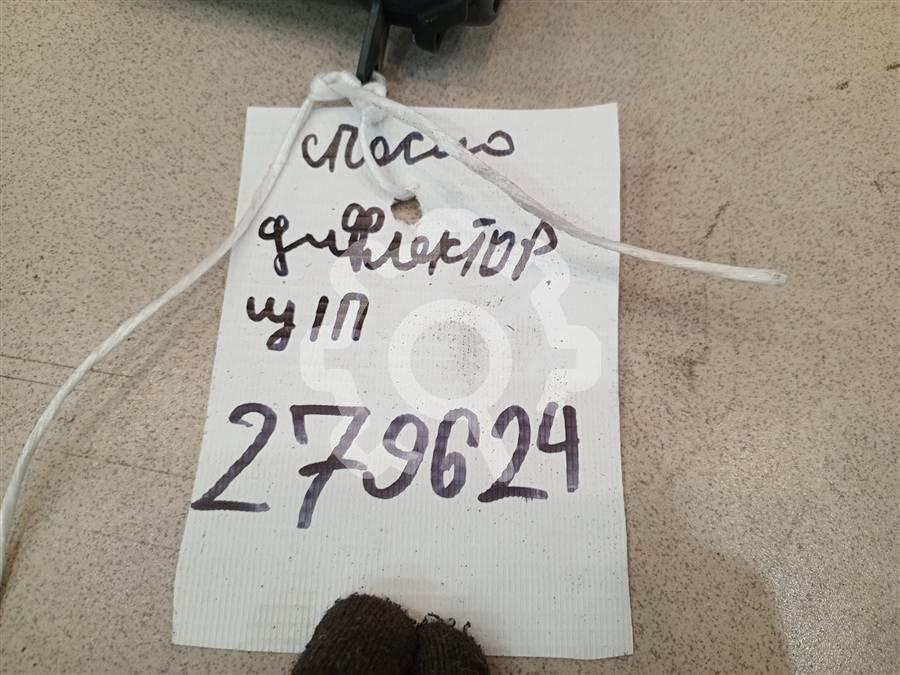 спасио
дифлектор
щ/П
279624